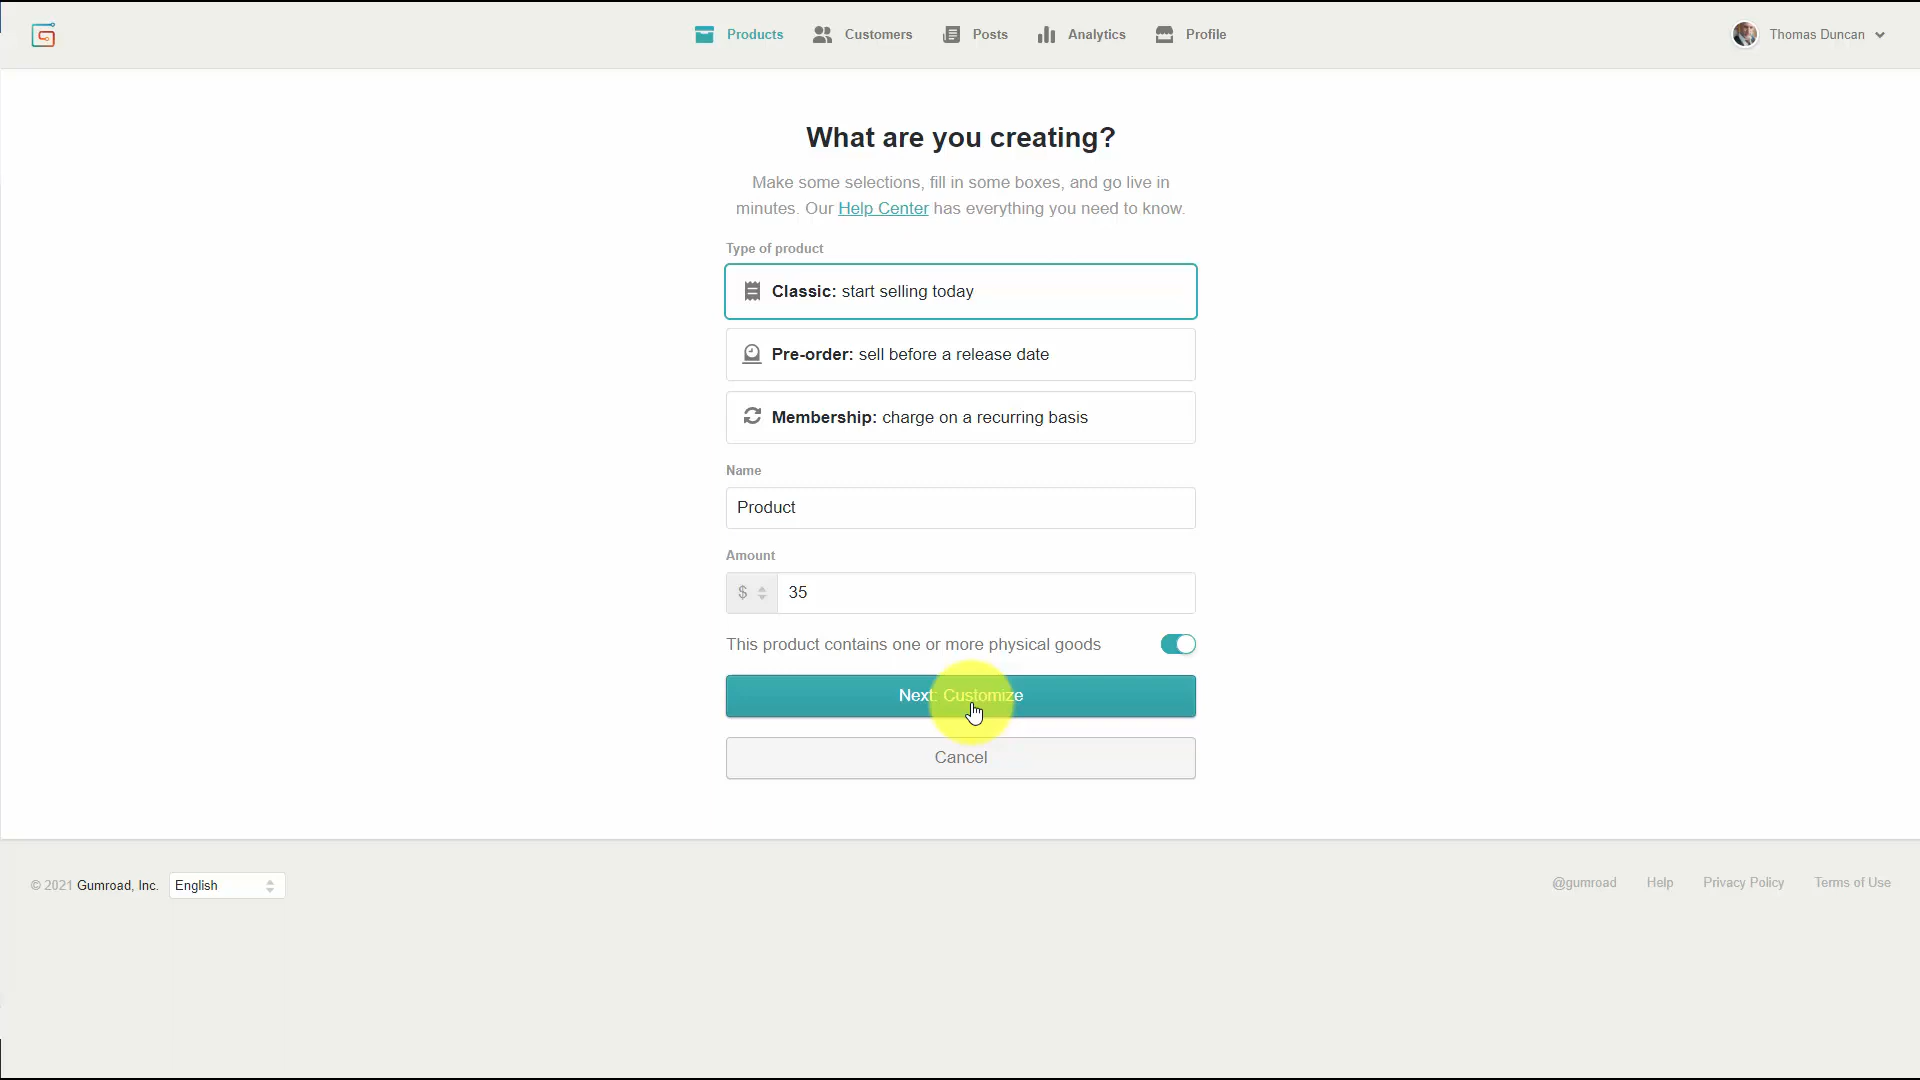 Products
Customers
Posts
Analytics
Profile
Thomas Duncan
What are you creating?
Make some selections, fill in some boxes, and go live in
minutes. Our Help Center has everything you need to know.
Type of product
Classic: start selling today
Pre-order: sell before a release date
Membership: charge on a recurring basis
Name
Product
Amount
$ 35
This product contains one or more physical goods
Next: Customize
Cancel
© 2021 Gumroad, Inc.
English
@gumroad
Help
Privacy Policy
Terms of Use